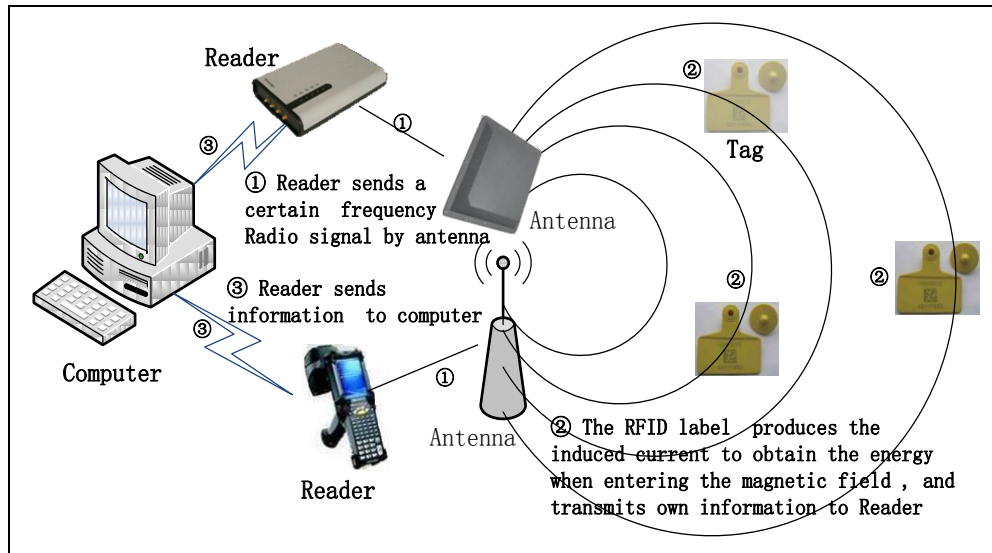 Reader
③
①
②
Tag
① Reader sends a
certain frequency
Radio signal by antenna
Antenna
②
②
③ Reader sends
information to computer
③
Computer
①
Antenna
Reader
② The RFID label produces the
induced current to obtain the energy
when entering the magnetic field , and
transmits own information to Reader